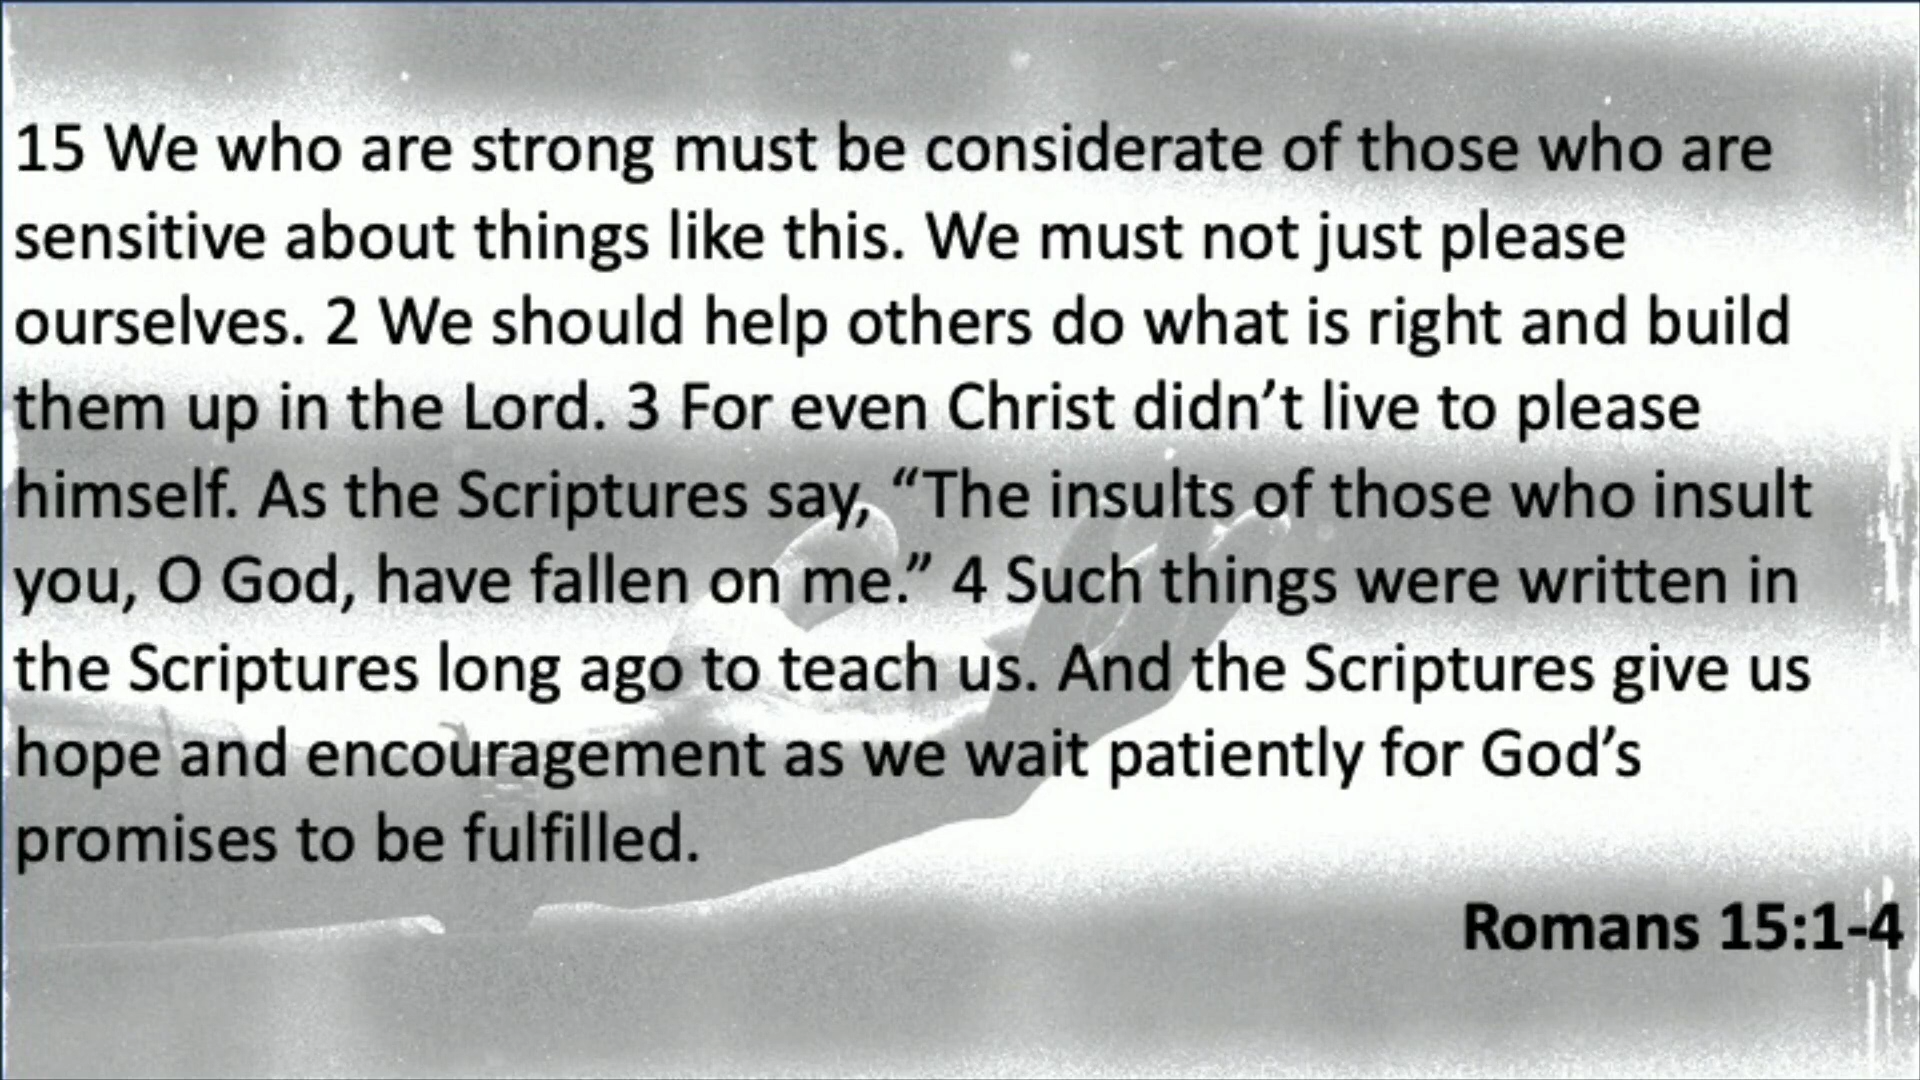 15 We who are strong must be considerate of those who are
sensitive about things like this. We must not just please
ourselves. 2 We should help others do what is right and build
them up in the Lord. 3 For even Christ didn’t live to please
himself. As the Scriptures say, “The insults of those who insult
you, O God, have fallen on me.” 4 Such things were written in
the Scriptures long ago to teach us. And the Scriptures give us
hope and encouragement as we wait patiently for God’s
promises to be fulfilled.
Romans 15:1-4